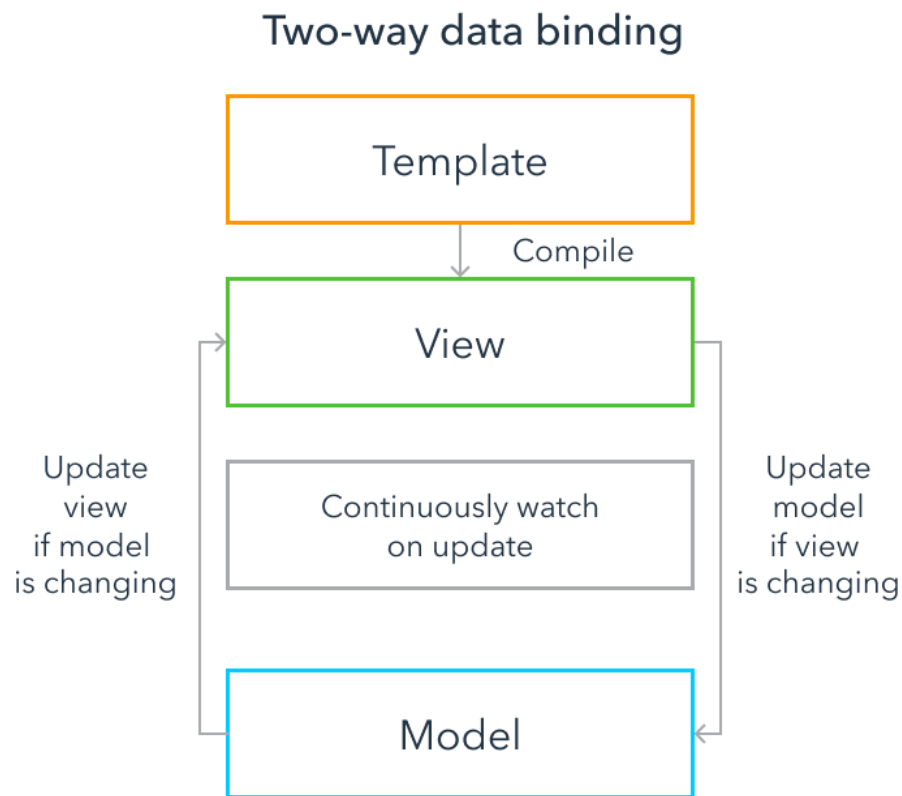 Two-way data binding
Template
Compile
View
Update
view
if model
is changing
Continuously watch
on update
Update
model
if view
is changing
Model